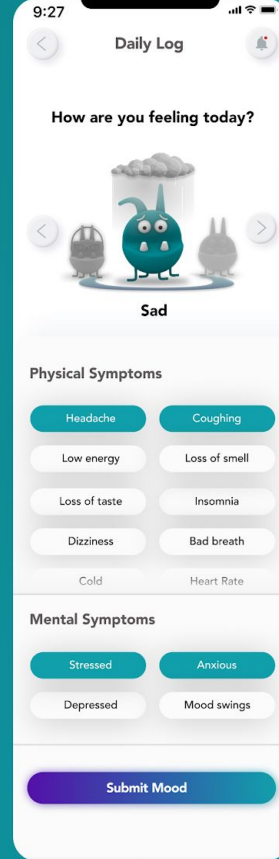 9:27
Daily Log
How are you feeling today?
Sad
Physical Symptoms
Headache Coughing
Low energy Loss of smell
Loss of taste Insomnia
Dizziness Bad breath
Cold Heart Rate
Mental Symptoms
Stressed Anxious
Depressed Mood swings
Submit Mood